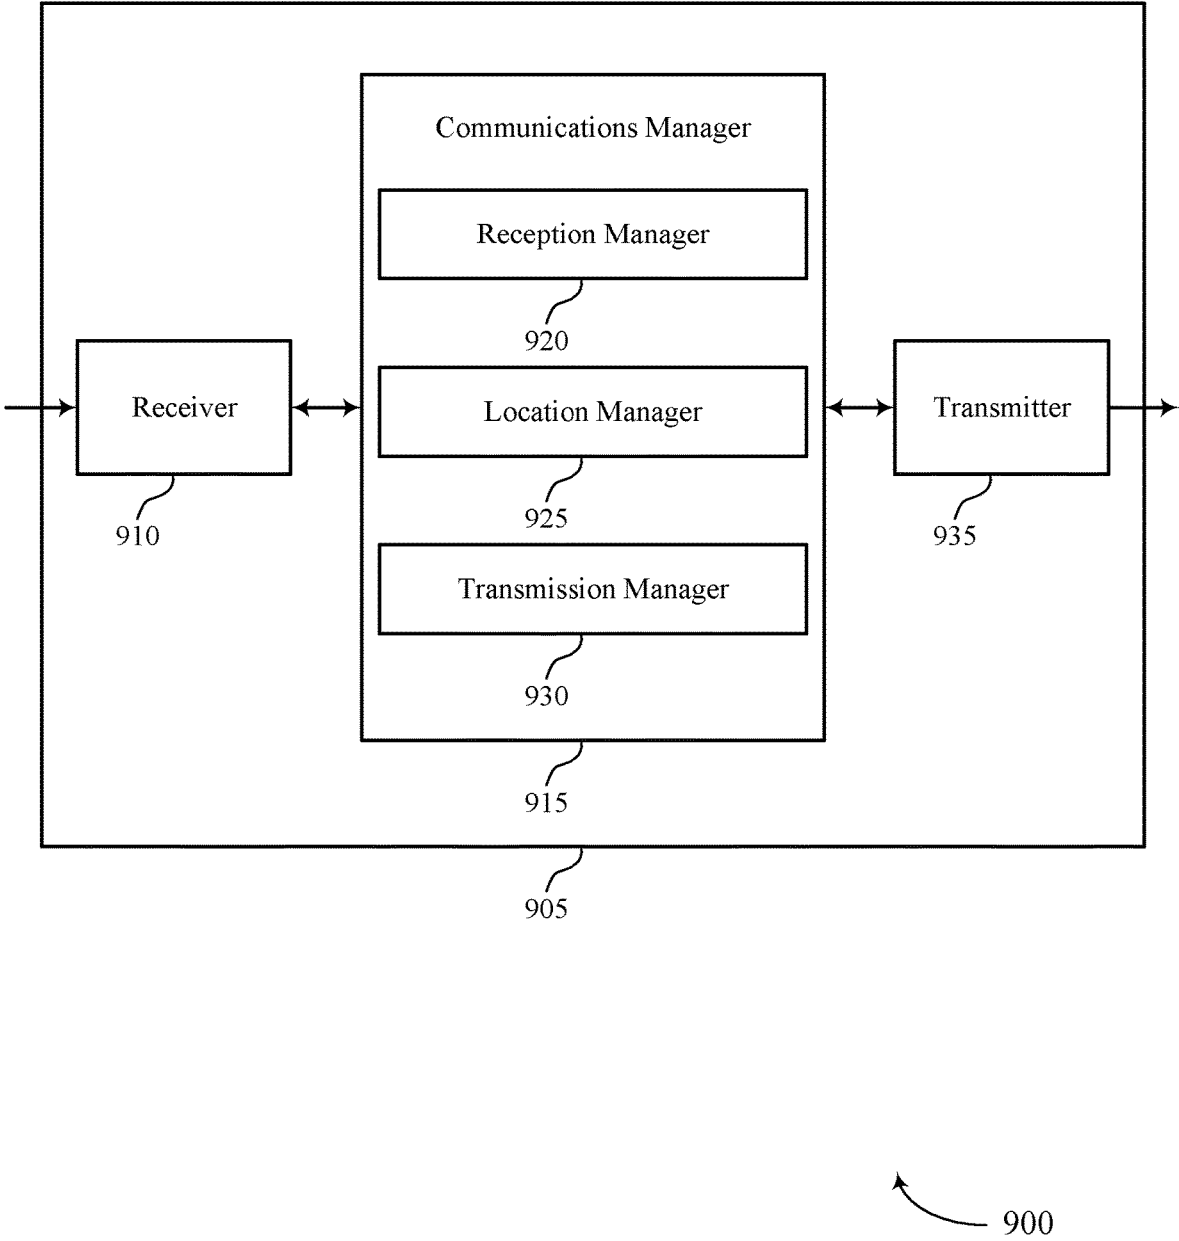 Communications Manager
Reception Manager
920
Receiver
Location Manager
Transmitter
910
925
935
Transmission Manager
930
915
905
900